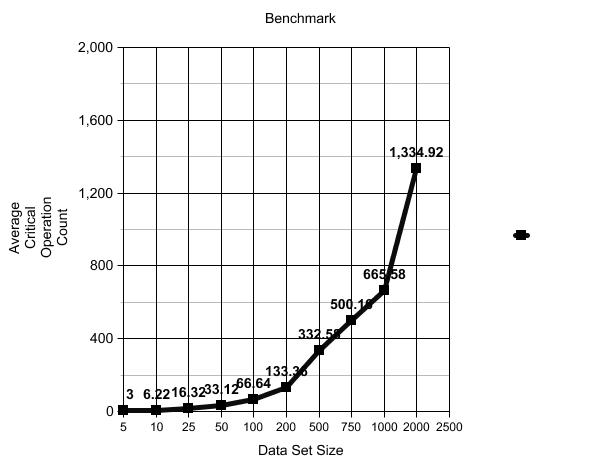 Benchmark
2,000
1,600
1,200
800
400
0
Average
Critical
Operation
Count
3 6.22 16.32 33.12 66.64 133.36 332.59 500.19 665.58 1,334.92
5 10 25 50 100 200 500 750 1000 2000 2500
Data Set Size